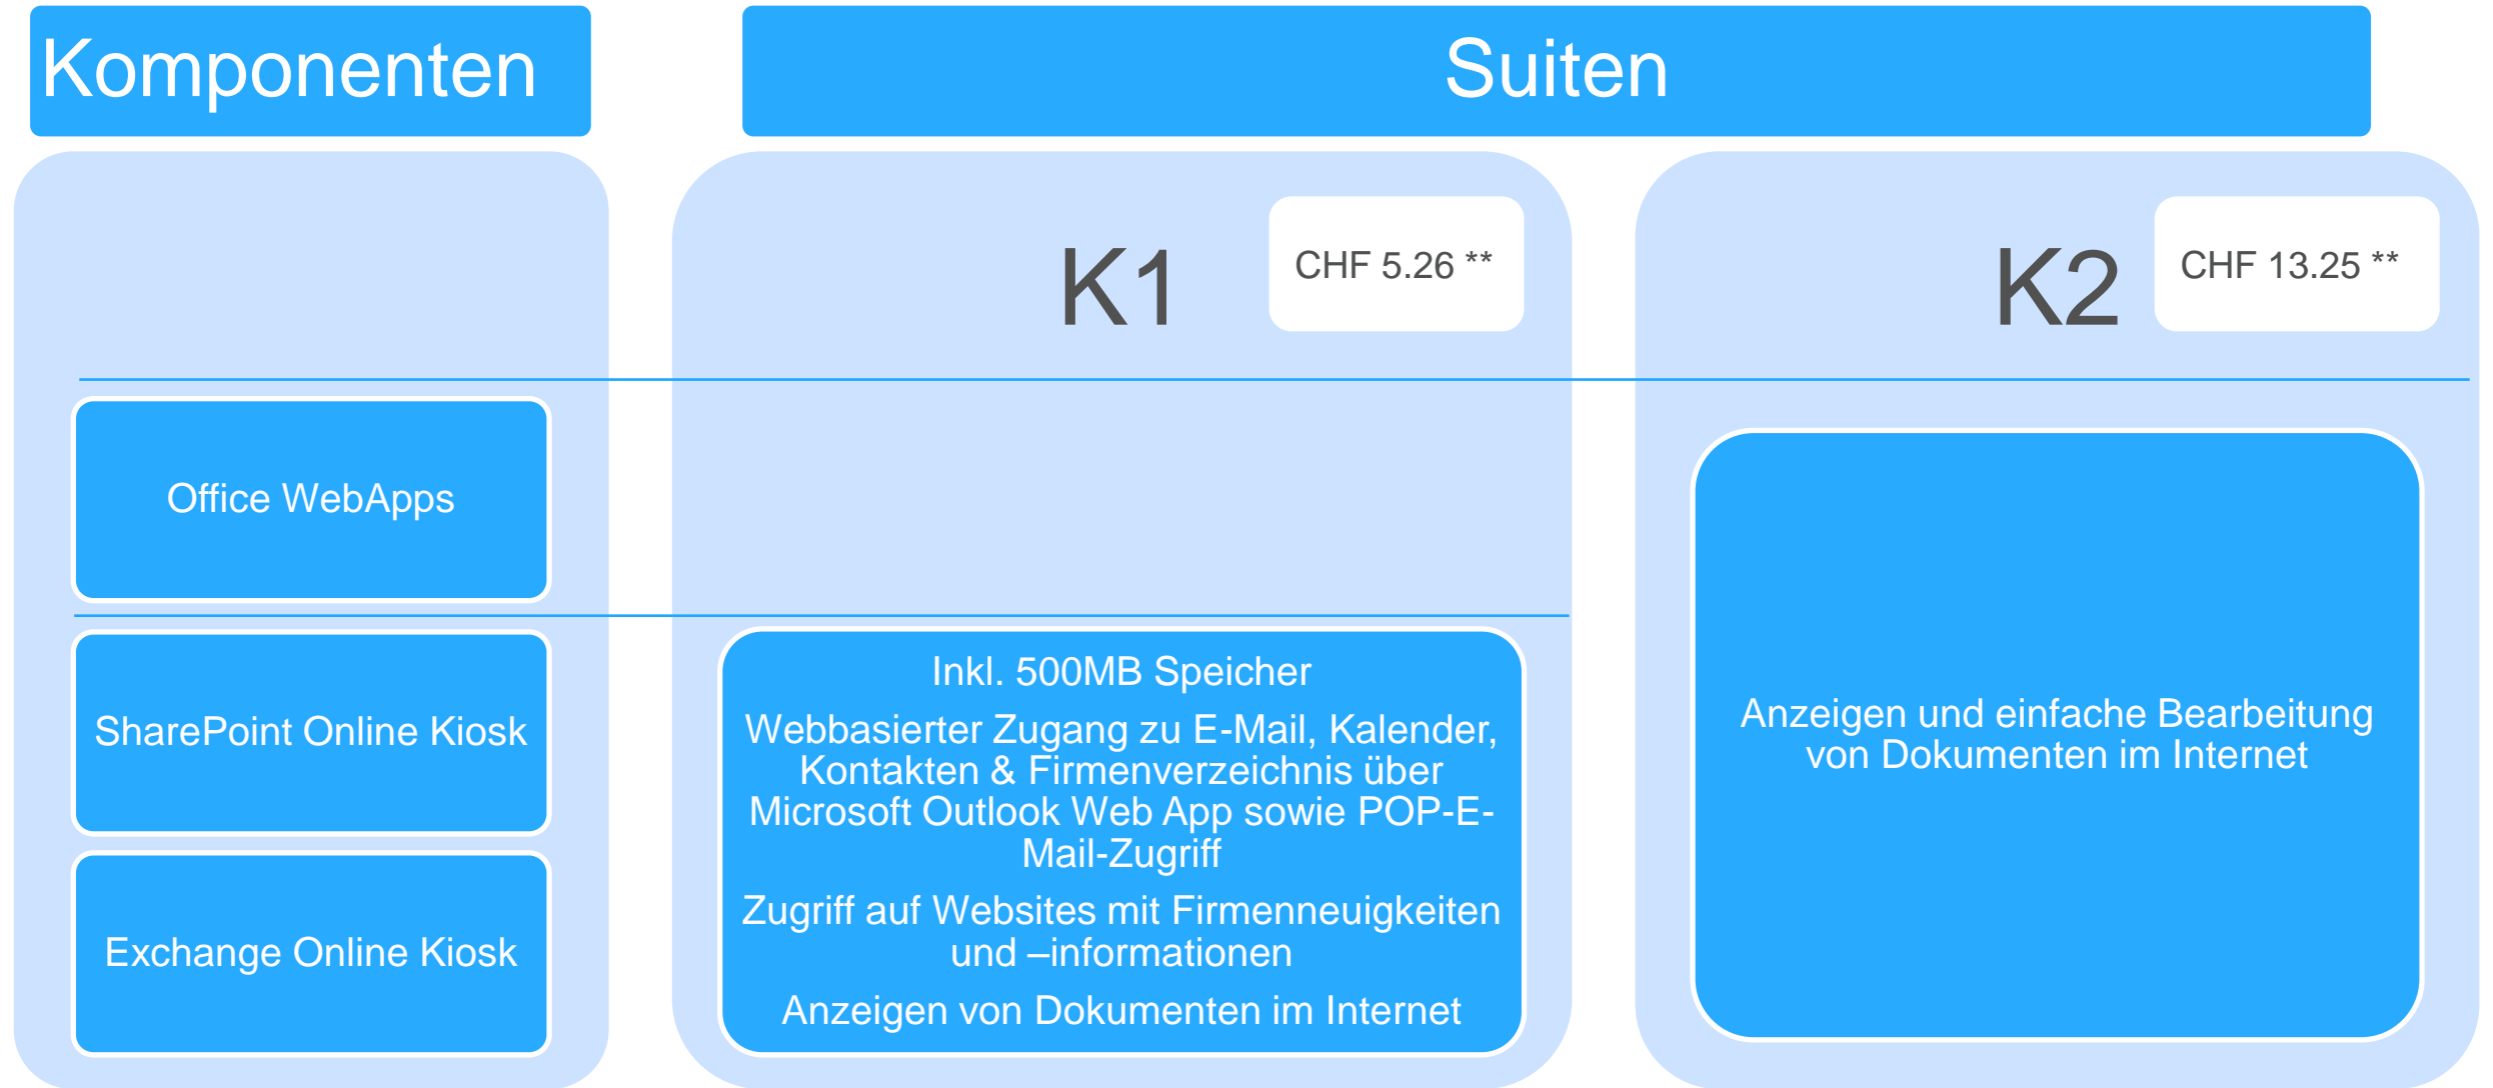 Komponenten
Suiten
K1
CHF 5.26 **
K2
CHF 13.25 **
Office WebApps
SharePoint Online Kiosk
Exchange Online Kiosk
Inkl. 500MB Speicher
Webbasierter Zugang zu E-Mail, Kalender,
Kontakten & Firmenverzeichnis über
Microsoft Outlook Web App sowie POP-E-
Mail-Zugriff
Zugriff auf Websites mit Firmenneuigkeiten
und –informationen
Anzeigen von Dokumenten im Internet
Anzeigen und einfache Bearbeitung
von Dokumenten im Internet